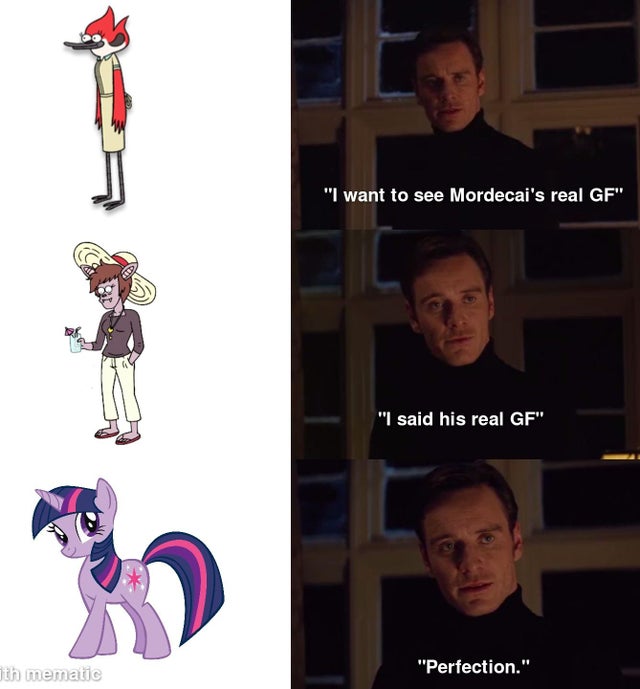 "I want to see Mordecai's real GF"
"I said his real GF"
"Perfection."
ith mematic